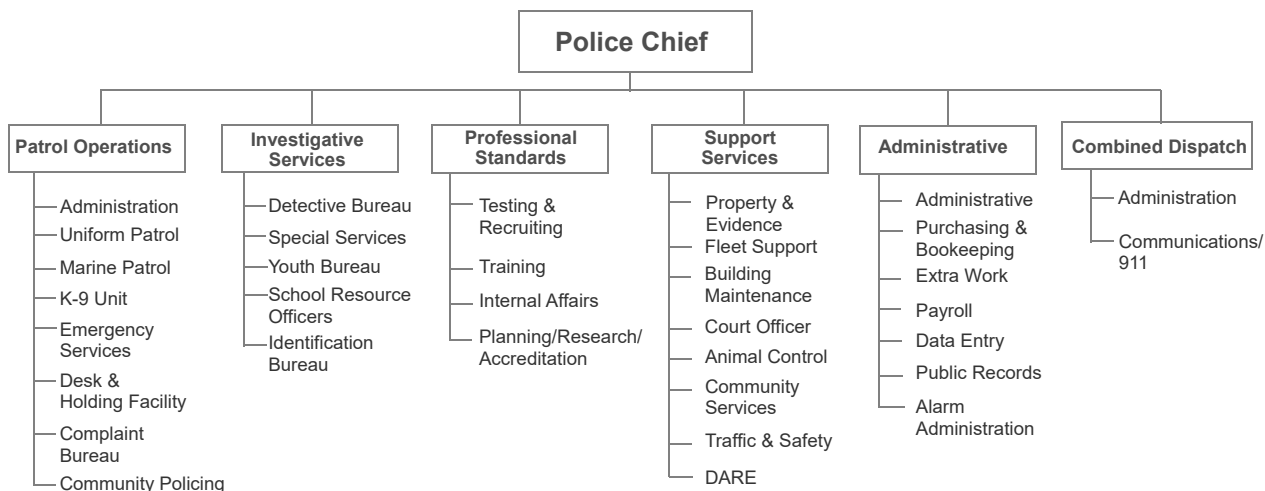 Police Chief
Patrol Operations
Administration
Uniform Patrol
Marine Patrol
K-9 Unit
Emergency
Services
Desk &
Holding Facility
Complaint
Bureau
Community Policing
Investigative
Services
Detective Bureau
Special Services
Youth Bureau
School Resource
Officers
Identification
Bureau
Professional
Standards
Testing &
Recruiting
Training
Internal Affairs
Planning/Research/
Accreditation
Support
Services
Property &
Evidence
Fleet Support
Building
Maintenance
Court Officer
Animal Control
Community
Services
Traffic & Safety
DARE
Administrative
Administrative
Purchasing &
Bookeeping
Extra Work
Payroll
Data Entry
Public Records
Alarm
Administration
Combined Dispatch
Administration
Communications/
911